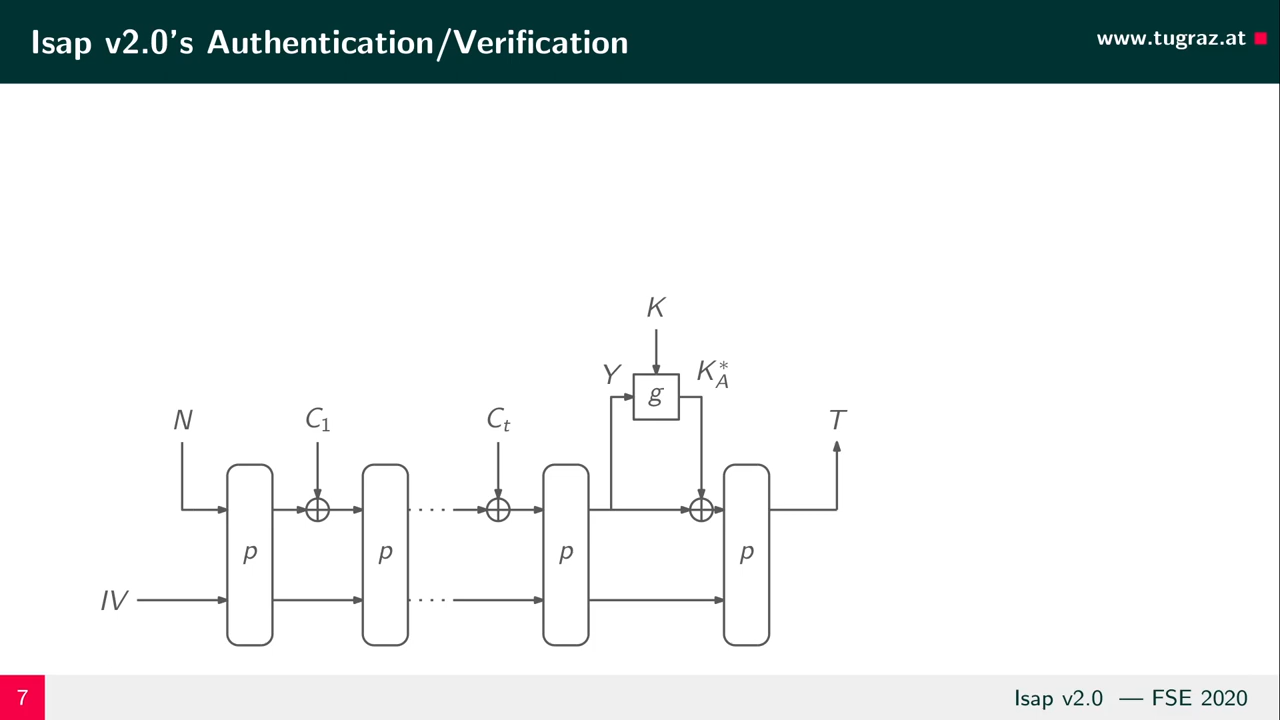 Isap v2.0's Authentication/Verification
www.tugraz.at
K
Y
g
K*A
N
C1
Ct
T
p
p
p
p
IV
....
....
7
Isap v2.0 — FSE 2020